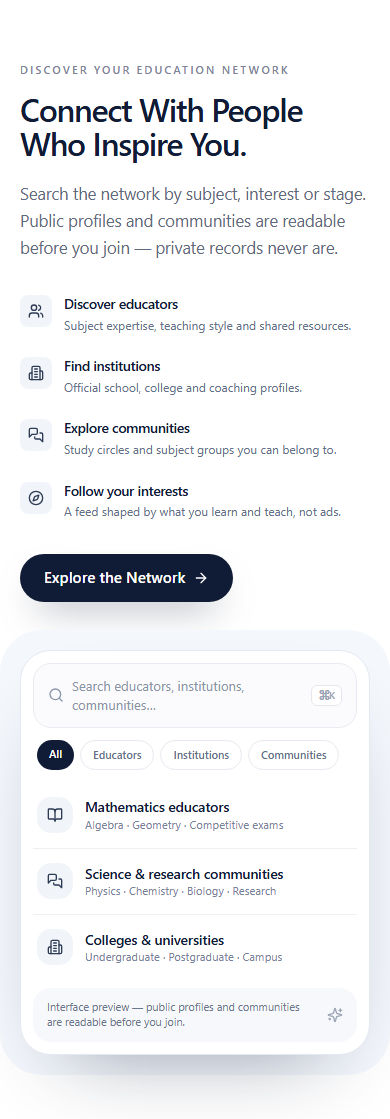 DISCOVER YOUR EDUCATION NETWORK
Connect With People
Who Inspire You.
Search the network by subject, interest or stage.
Public profiles and communities are readable
before you join — private records never are.
Discover educators
Subject expertise, teaching style and shared resources.
Find institutions
Official school, college and coaching profiles.
Explore communities
Study circles and subject groups you can belong to.
Follow your interests
A feed shaped by what you learn and teach, not ads.
Explore the Network →
Search educators, institutions,
communities...
⌘K
All Educators Institutions Communities
Mathematics educators
Algebra · Geometry · Competitive exams
Science & research communities
Physics · Chemistry · Biology · Research
Colleges & universities
Undergraduate · Postgraduate · Campus
Interface preview — public profiles and communities
are readable before you join.